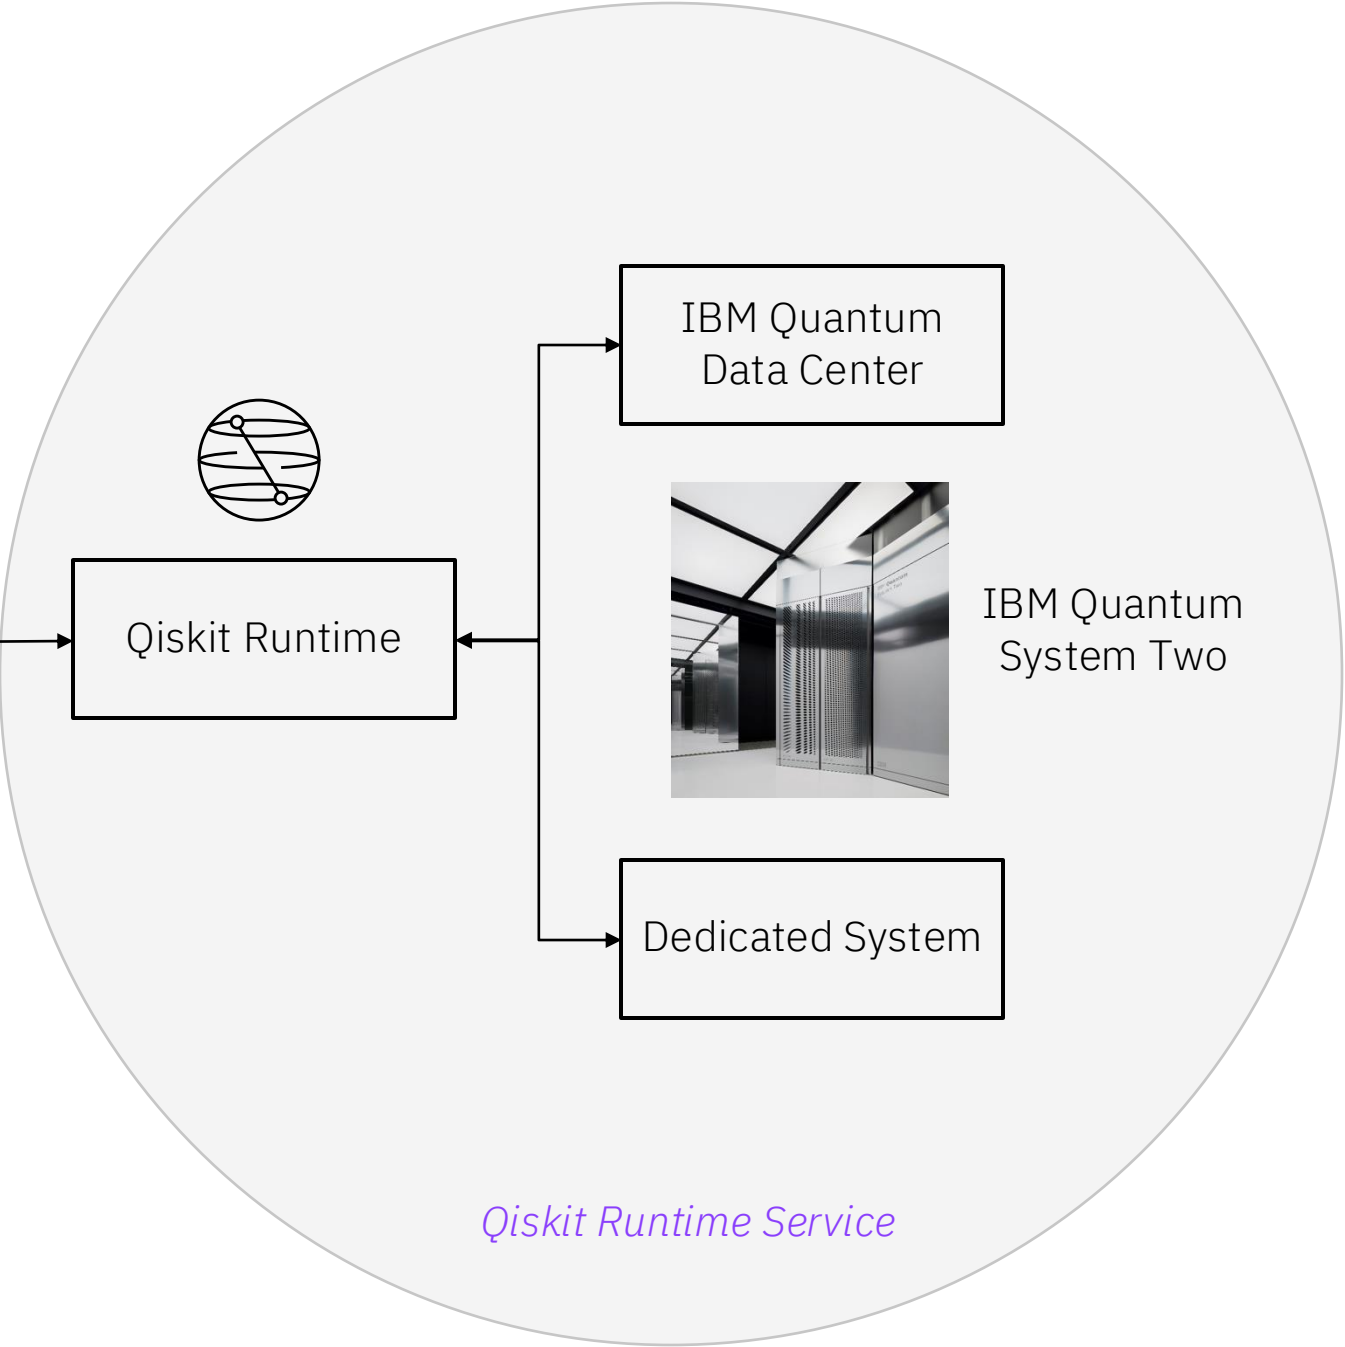 IBM Quantum
Data Center
Qiskit Runtime
IBM Quantum
System Two
Dedicated System
Qiskit Runtime Service